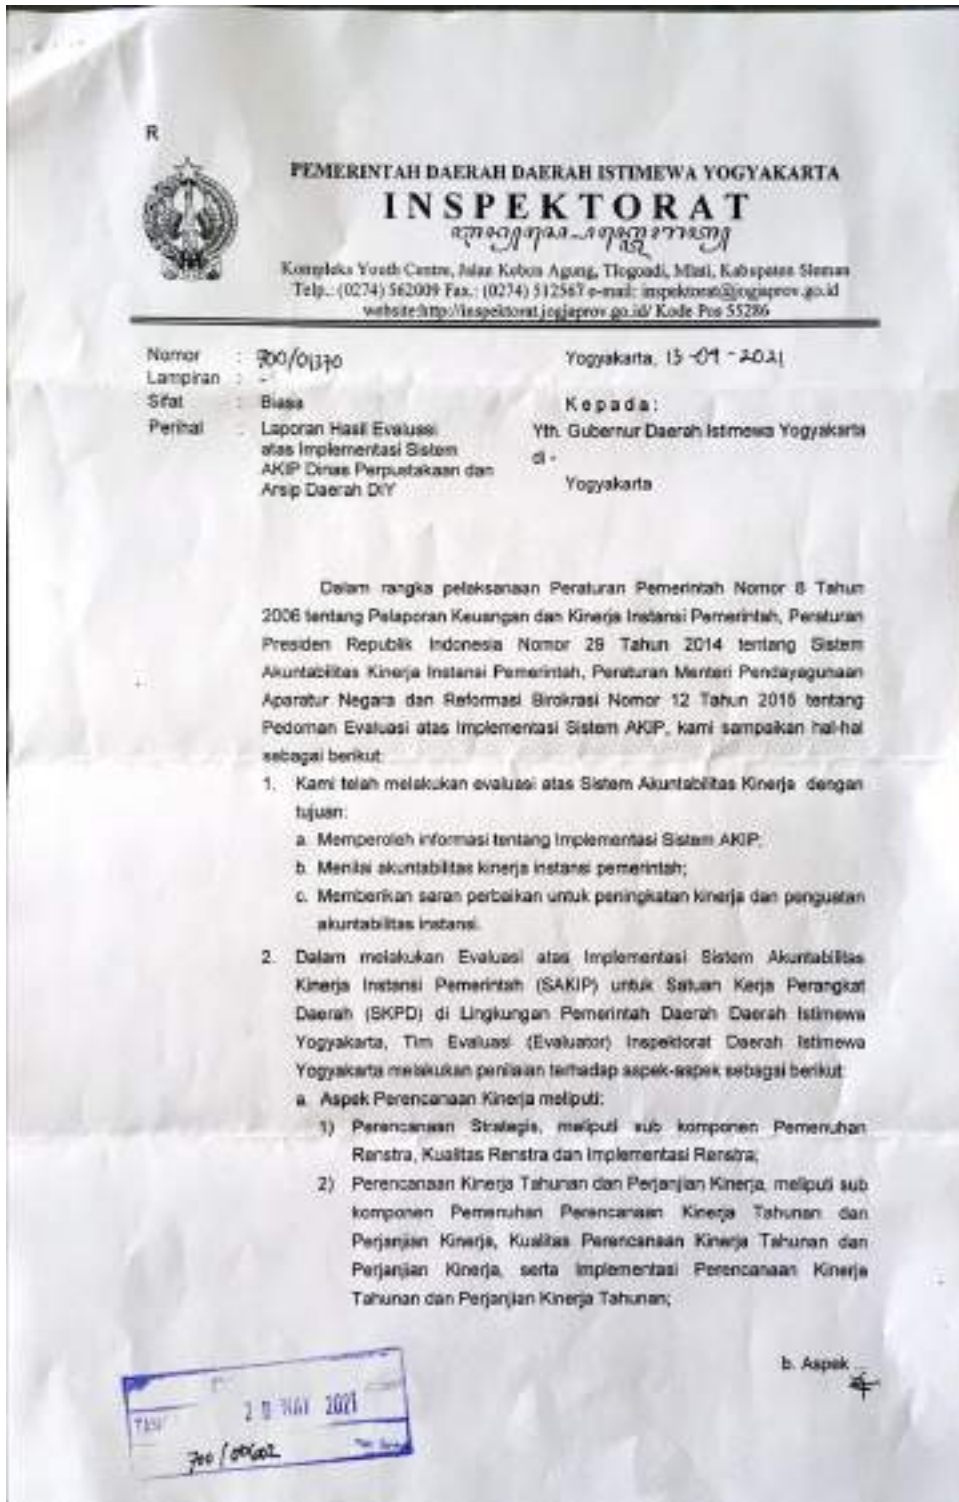 R
PEMERINTAH DAERAH DAERAH ISTIMEWA YOGYAKARTA
INSPEKTORAT
Kompleks Youth Centre, Jalan Kebon Agung, Tlogoadi, Mlati, Kabupaten Sleman
Telp.: (0274) 562009 Fax.: (0274) 512567 e-mail: inspektorat@jogjaprov.go.id
website:http://inspektorat.jogjaprov.go.id/ Kode Pos 55286
Nomor : 700/01370
Yogyakarta, 13-09-2021
Lampiran : -
Sifat : Biasa
Kepada:
Perihal : Laporan Hasil Evaluasi
Yth. Gubernur Daerah Istimewa Yogyakarta
atas Implementasi Sistem
di -
AKIP Dinas Perpustakaan dan
Arsip Daerah DIY
Yogyakarta
Dalam rangka pelaksanaan Peraturan Pemerintah Nomor 8 Tahun
2006 tentang Pelaporan Keuangan dan Kinerja Instansi Pemerintah, Peraturan
Presiden Republik Indonesia Nomor 29 Tahun 2014 tentang Sistem
Akuntabilitas Kinerja Instansi Pemerintah, Peraturan Menteri Pendayagunaan
Aparatur Negara dan Reformasi Birokrasi Nomor 12 Tahun 2015 tentang
Pedoman Evaluasi atas Implementasi Sistem AKIP, kami sampaikan hal-hal
sebagai berikut:
1. Kami telah melakukan evaluasi atas Sistem Akuntabilitas Kinerja dengan
tujuan:
a. Memperoleh informasi tentang Implementasi Sistem AKIP;
b. Menilai akuntabilitas kinerja instansi pemerintah;
c. Memberikan saran perbaikan untuk peningkatan kinerja dan penguatan
akuntabilitas instansi.
2. Dalam melakukan Evaluasi atas Implementasi Sistem Akuntabilitas
Kinerja Instansi Pemerintah (SAKIP) untuk Satuan Kerja Perangkat
Daerah (SKPD) di Lingkungan Pemerintah Daerah Daerah Istimewa
Yogyakarta, Tim Evaluasi (Evaluator) Inspektorat Daerah Istimewa
Yogyakarta melakukan penilaian terhadap aspek-aspek sebagai berikut:
a. Aspek Perencanaan Kinerja meliputi:
1) Perencanaan Strategis, meliputi sub komponen Pemenuhan
Renstra, Kualitas Renstra dan Implementasi Renstra;
2) Perencanaan Kinerja Tahunan dan Perjanjian Kinerja, meliputi sub
komponen Pemenuhan Perencanaan Kinerja Tahunan dan
Perjanjian Kinerja, Kualitas Perencanaan Kinerja Tahunan dan
Perjanjian Kinerja, serta Implementasi Perencanaan Kinerja
Tahunan dan Perjanjian Kinerja Tahunan;
b. Aspek ...
MAY 2021